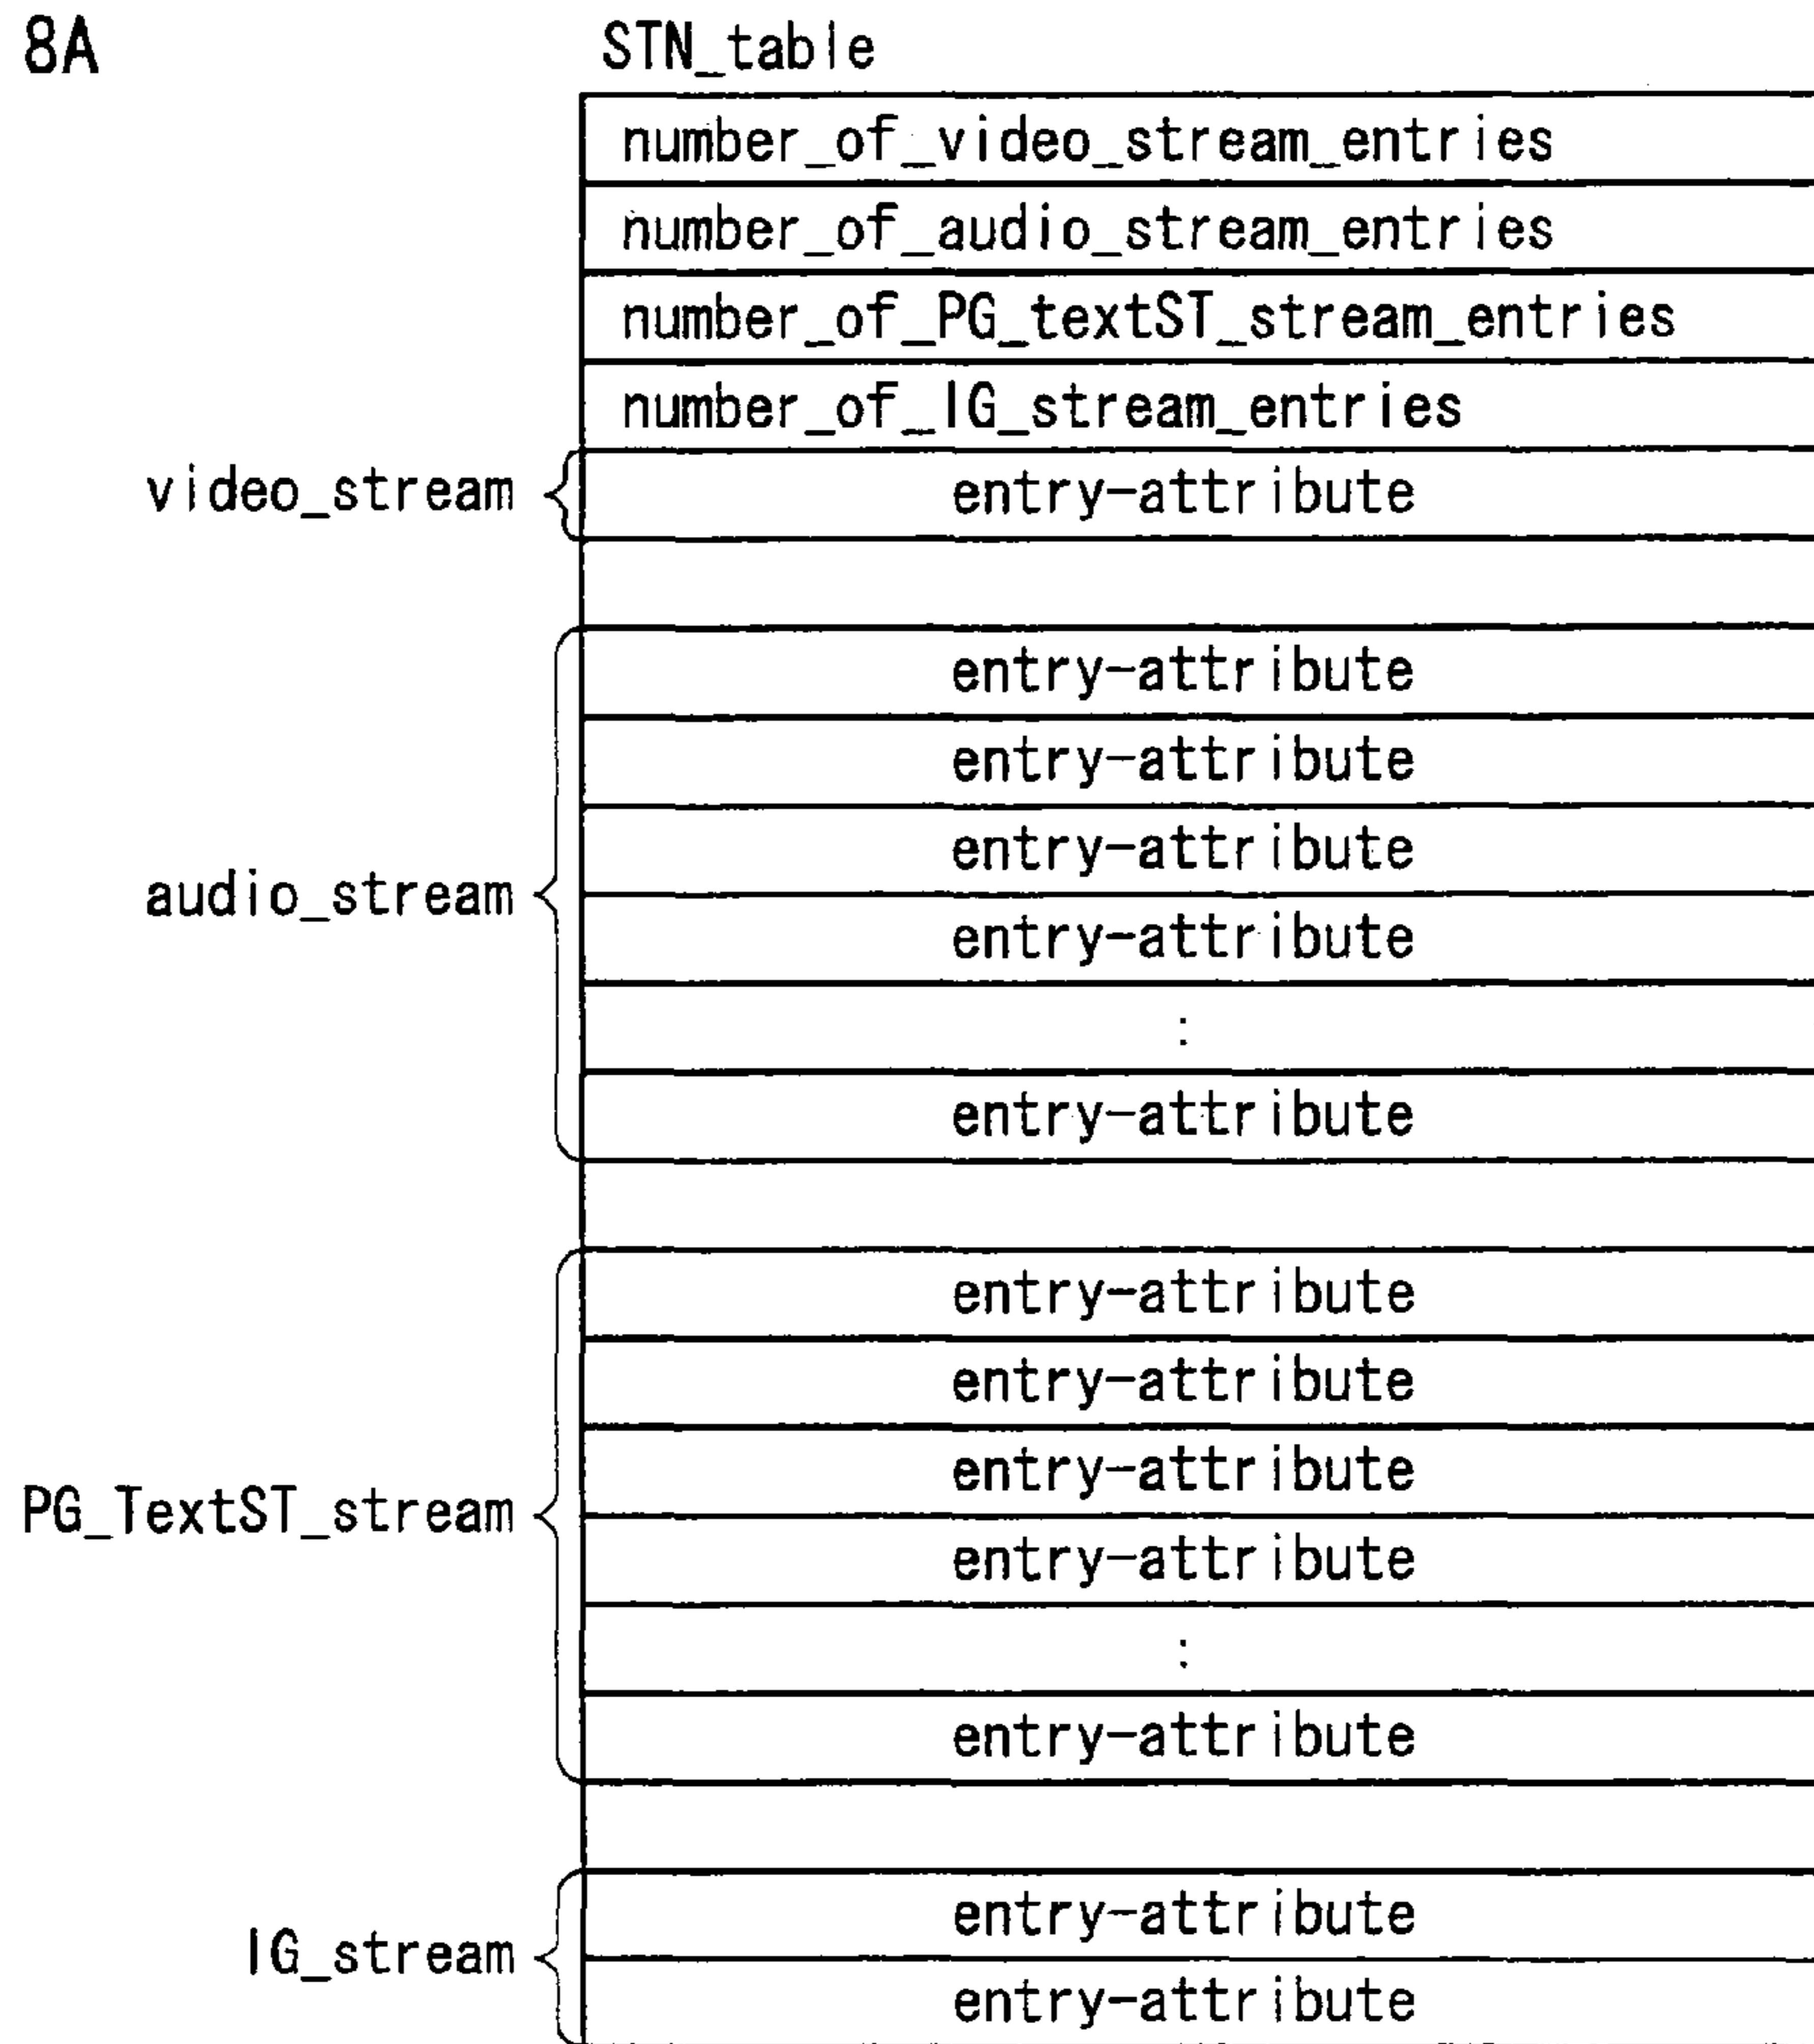 8A
STN_table
number_of_video_stream_entries
number_of_audio_stream_entries
number_of_PG_textST_stream_entries
number_of_IG_stream_entries
video_stream entry-attribute
entry-attribute
entry-attribute
entry-attribute
audio_stream
entry-attribute
:
entry-attribute
entry-attribute
entry-attribute
entry-attribute
PG_TextST_stream
entry-attribute
:
entry-attribute
entry-attribute
IG_stream
entry-attribute